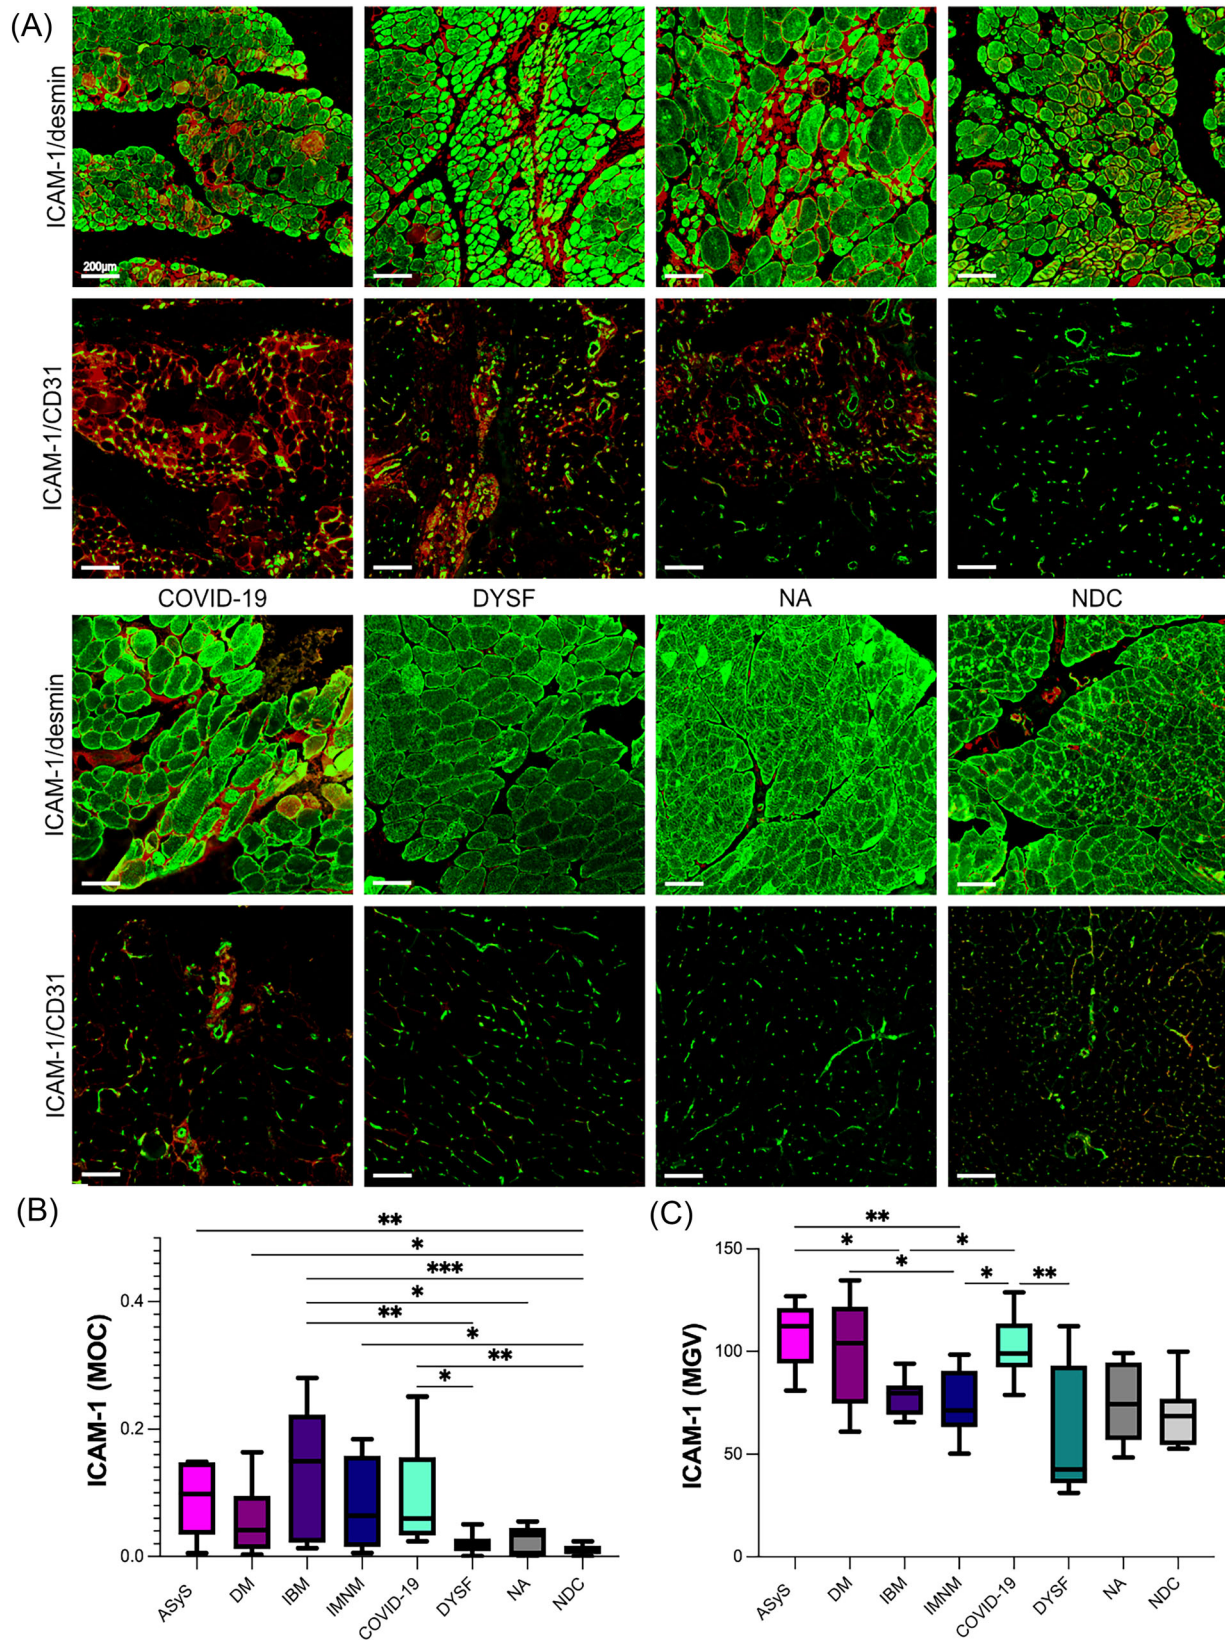 (A)
ICAM-1/desmin
200µm
ICAM-1/CD31
COVID-19 DYSF NA NDC
ICAM-1/desmin
ICAM-1/CD31
(B)
**
*
***
*
**
*
**
*
ICAM-1 (MOC)
0.4
0.2
0.0
ASyS DM IBM IMNM COVID-19 DYSF NA NDC
(C)
**
* *
* * **
ICAM-1 (MGV)
150
100
50
0
ASyS DM IBM IMNM COVID-19 DYSF NA NDC